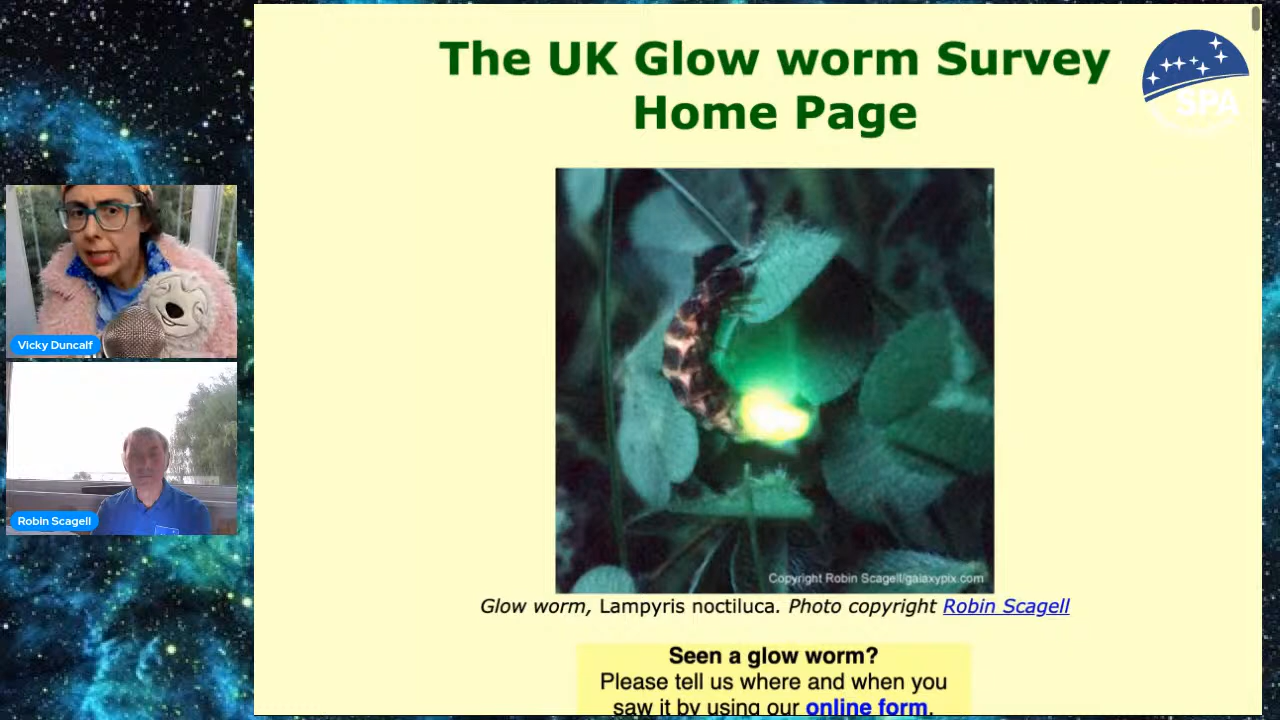 The UK Glow worm Survey
Home Page
SPA
Vicky Duncalf
Robin Scagell
Copyright Robin Scagell/galaxypix.com
Glow worm, Lampyris noctiluca. Photo copyright Robin Scagell
Seen a glow worm?
Please tell us where and when you
saw it by using our online form.